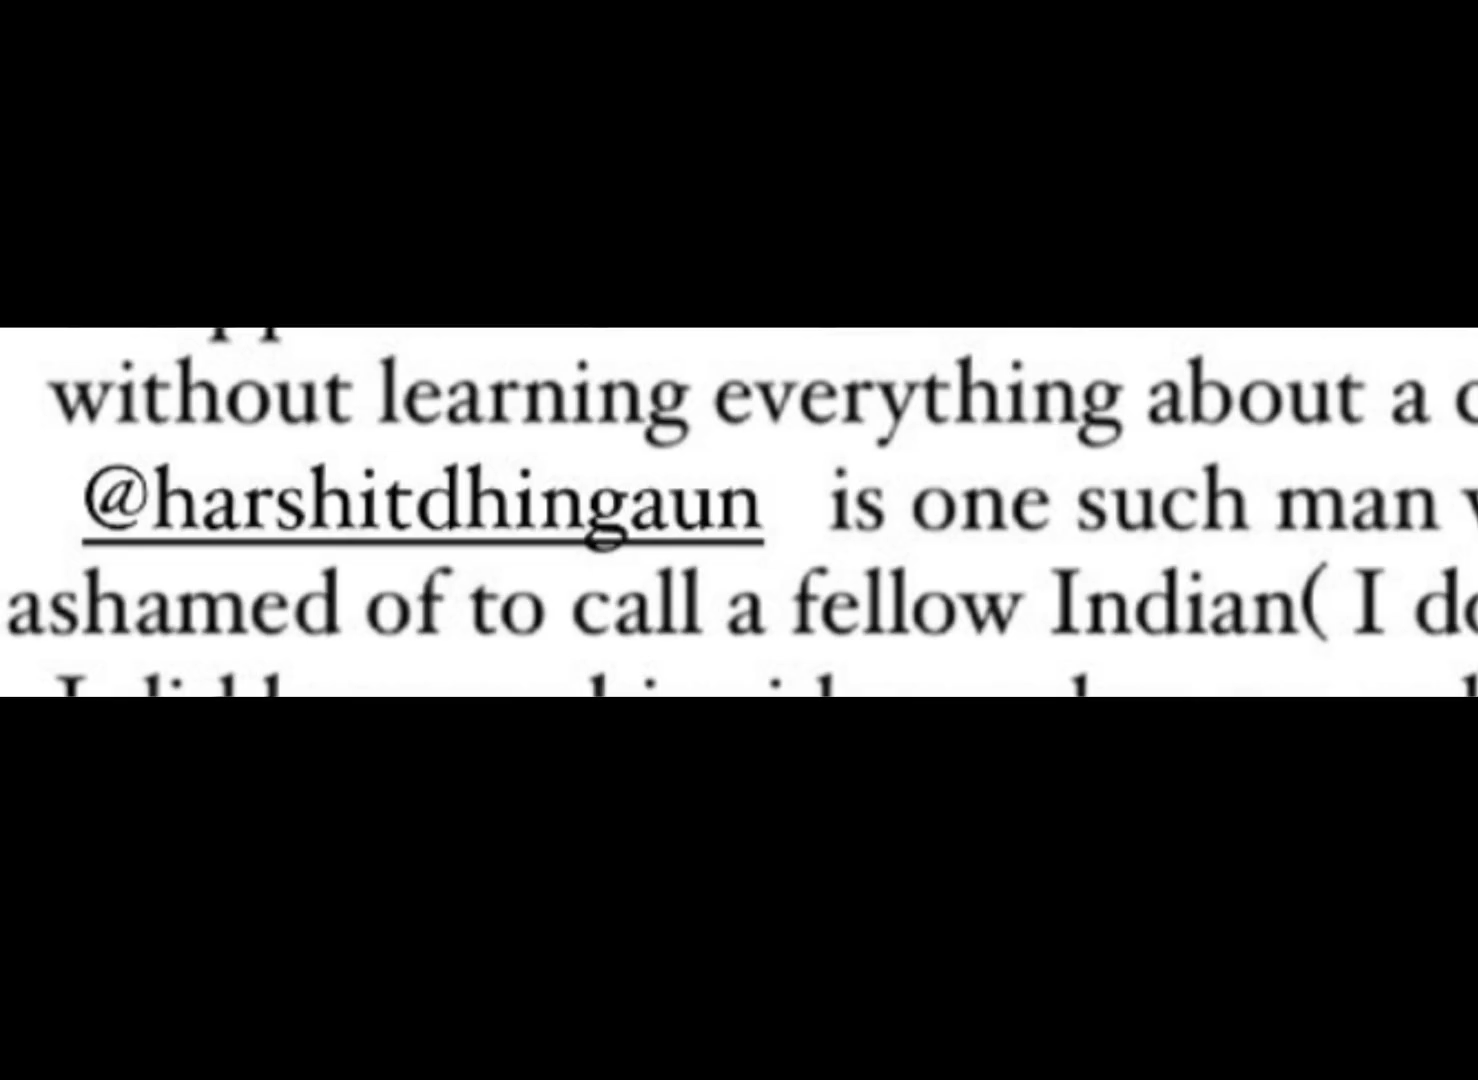 without learning everything about a
@harshitdhingaun is one such man
ashamed of to call a fellow Indian( I